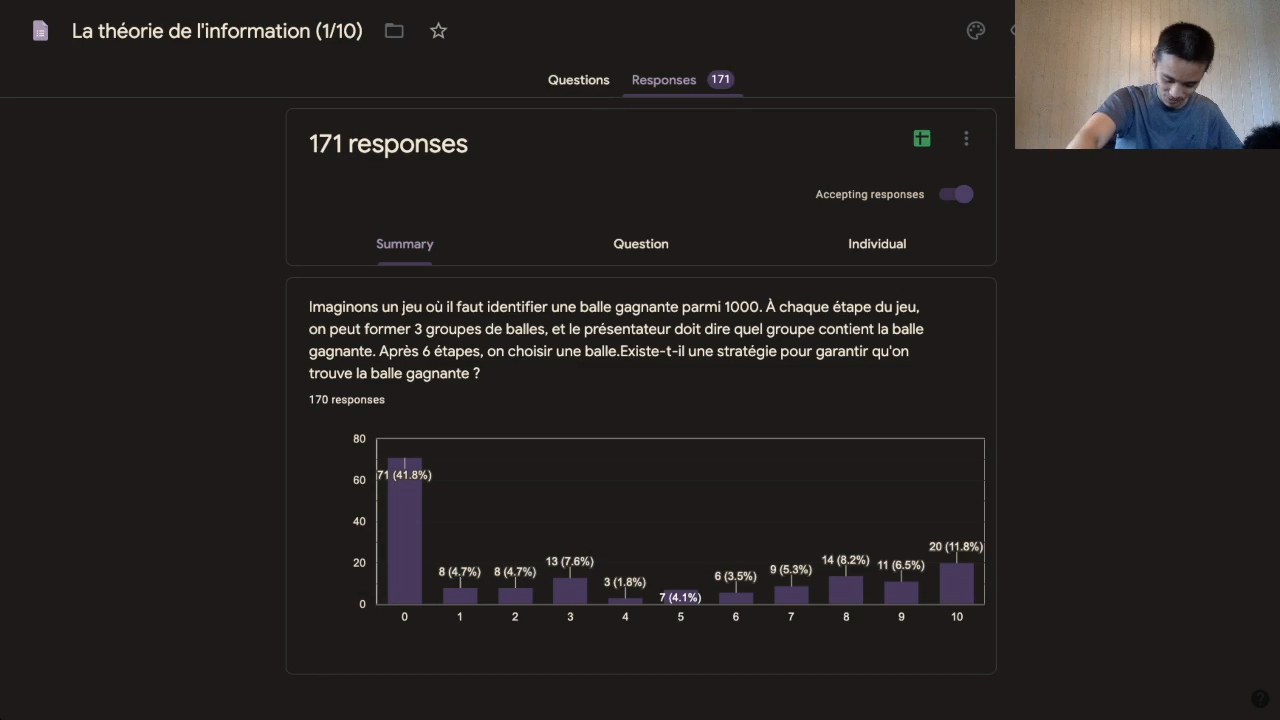 La théorie de l'information (1/10)
Questions
Responses 171
171 responses
Accepting responses
Summary
Question
Individual
Imaginons un jeu où il faut identifier une balle gagnante parmi 1000. À chaque étape du jeu,
on peut former 3 groupes de balles, et le présentateur doit dire quel groupe contient la balle
gagnante. Après 6 étapes, on choisir une balle.Existe-t-il une stratégie pour garantir qu'on
trouve la balle gagnante ?
170 responses
80
60
40
20
0
71 (41.8%)
8 (4.7%)
8 (4.7%)
13 (7.6%)
3 (1.8%)
7 (4.1%)
6 (3.5%)
9 (5.3%)
14 (8.2%)
11 (6.5%)
20 (11.8%)
0 1 2 3 4 5 6 7 8 9 10